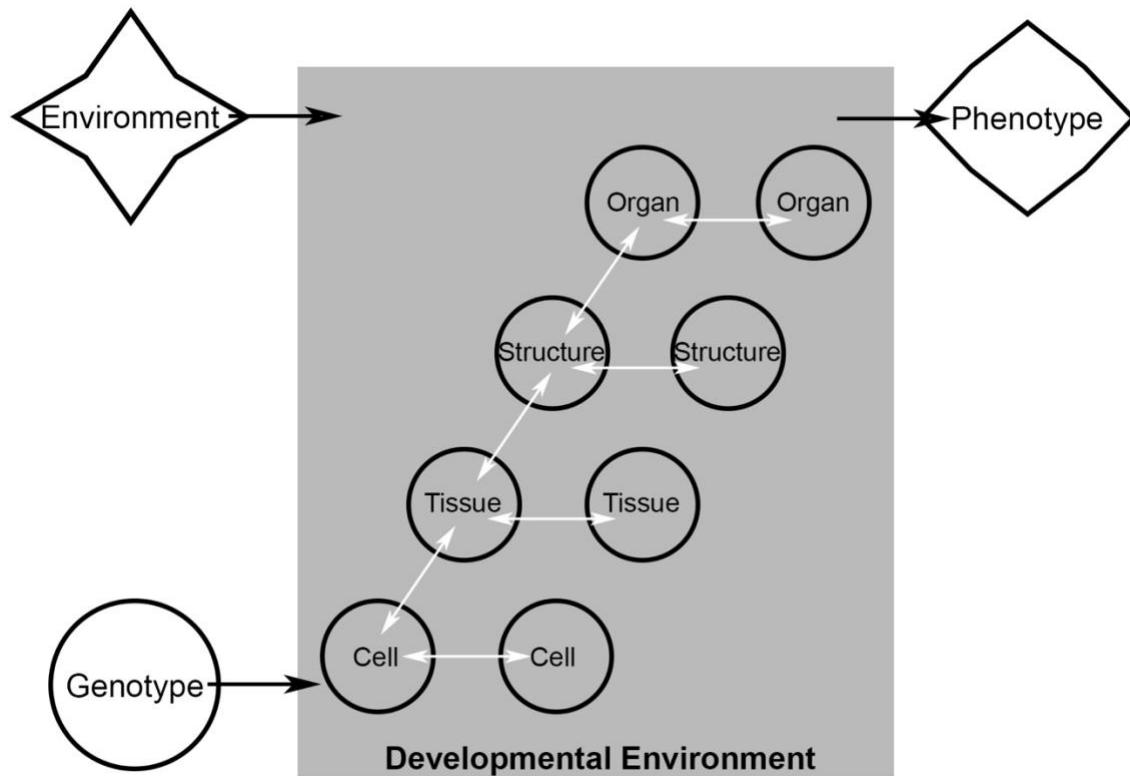 Environment
Phenotype
Organ
Organ
Structure
Structure
Tissue
Tissue
Cell
Cell
Genotype
Developmental Environment